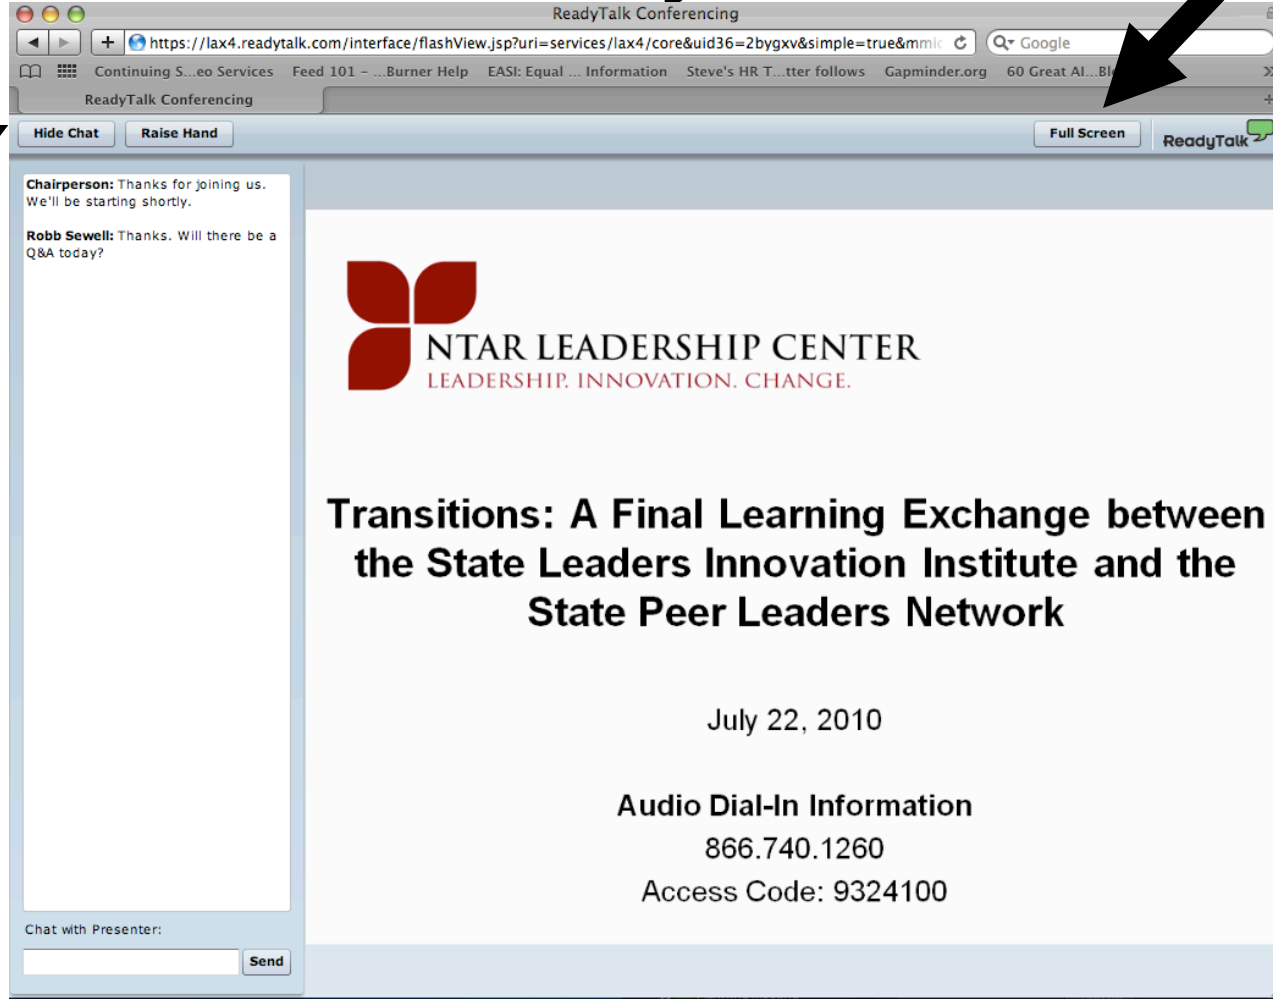 ReadyTalk Conferencing
https://lax4.readytalk.com/interface/flashView.jsp?uri=services/lax4/core&uid36=2bygxv&simple=true&mmic
Google
Continuing S...eo Services Feed 101 - ...Burner Help EASI: Equal ... Information Steve's HR T...tter follows Gapminder.org 60 Great Al...Bl
ReadyTalk Conferencing
Hide Chat Raise Hand Full Screen ReadyTalk
Chairperson: Thanks for joining us.
We'll be starting shortly.
Robb Sewell: Thanks. Will there be a
Q&A today?
NTAR LEADERSHIP CENTER
LEADERSHIP. INNOVATION. CHANGE.
Transitions: A Final Learning Exchange between
the State Leaders Innovation Institute and the
State Peer Leaders Network
July 22, 2010
Audio Dial-In Information
866.740.1260
Access Code: 9324100
Chat with Presenter:
Send